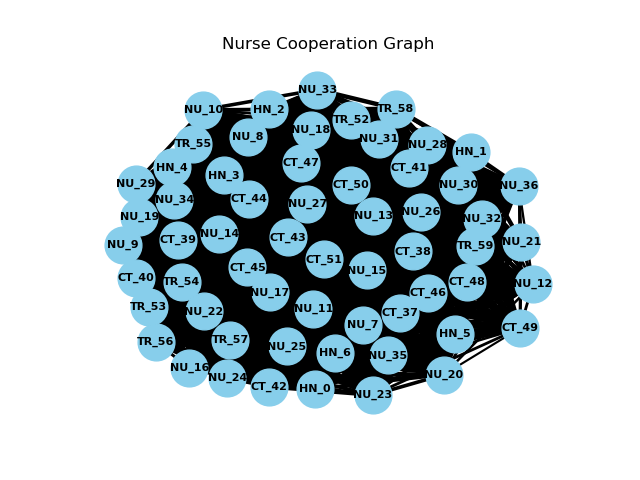 Nurse Cooperation Graph
NU_33
NU_10
HN_2
TR_58
TR_52
NU_18
NU_8
NU_31
TR_55
NU_28
HN_1
CT_47
HN_4
CT_41
HN_3
NU_29
CT_50
NU_30
NU_36
NU_34
CT_44
NU_27
NU_26
NU_19
NU_13
NU_32
NU_14
CT_43
CT_39
NU_21
NU_9
TR_59
CT_38
CT_51
CT_45
NU_15
CT_40
TR_54
CT_48
NU_12
NU_17
CT_46
TR_53
NU_22
NU_11
CT_37
NU_7
CT_49
HN_5
TR_56
TR_57
NU_25
HN_6
NU_35
NU_16
NU_24
NU_20
CT_42
HN_0
NU_23